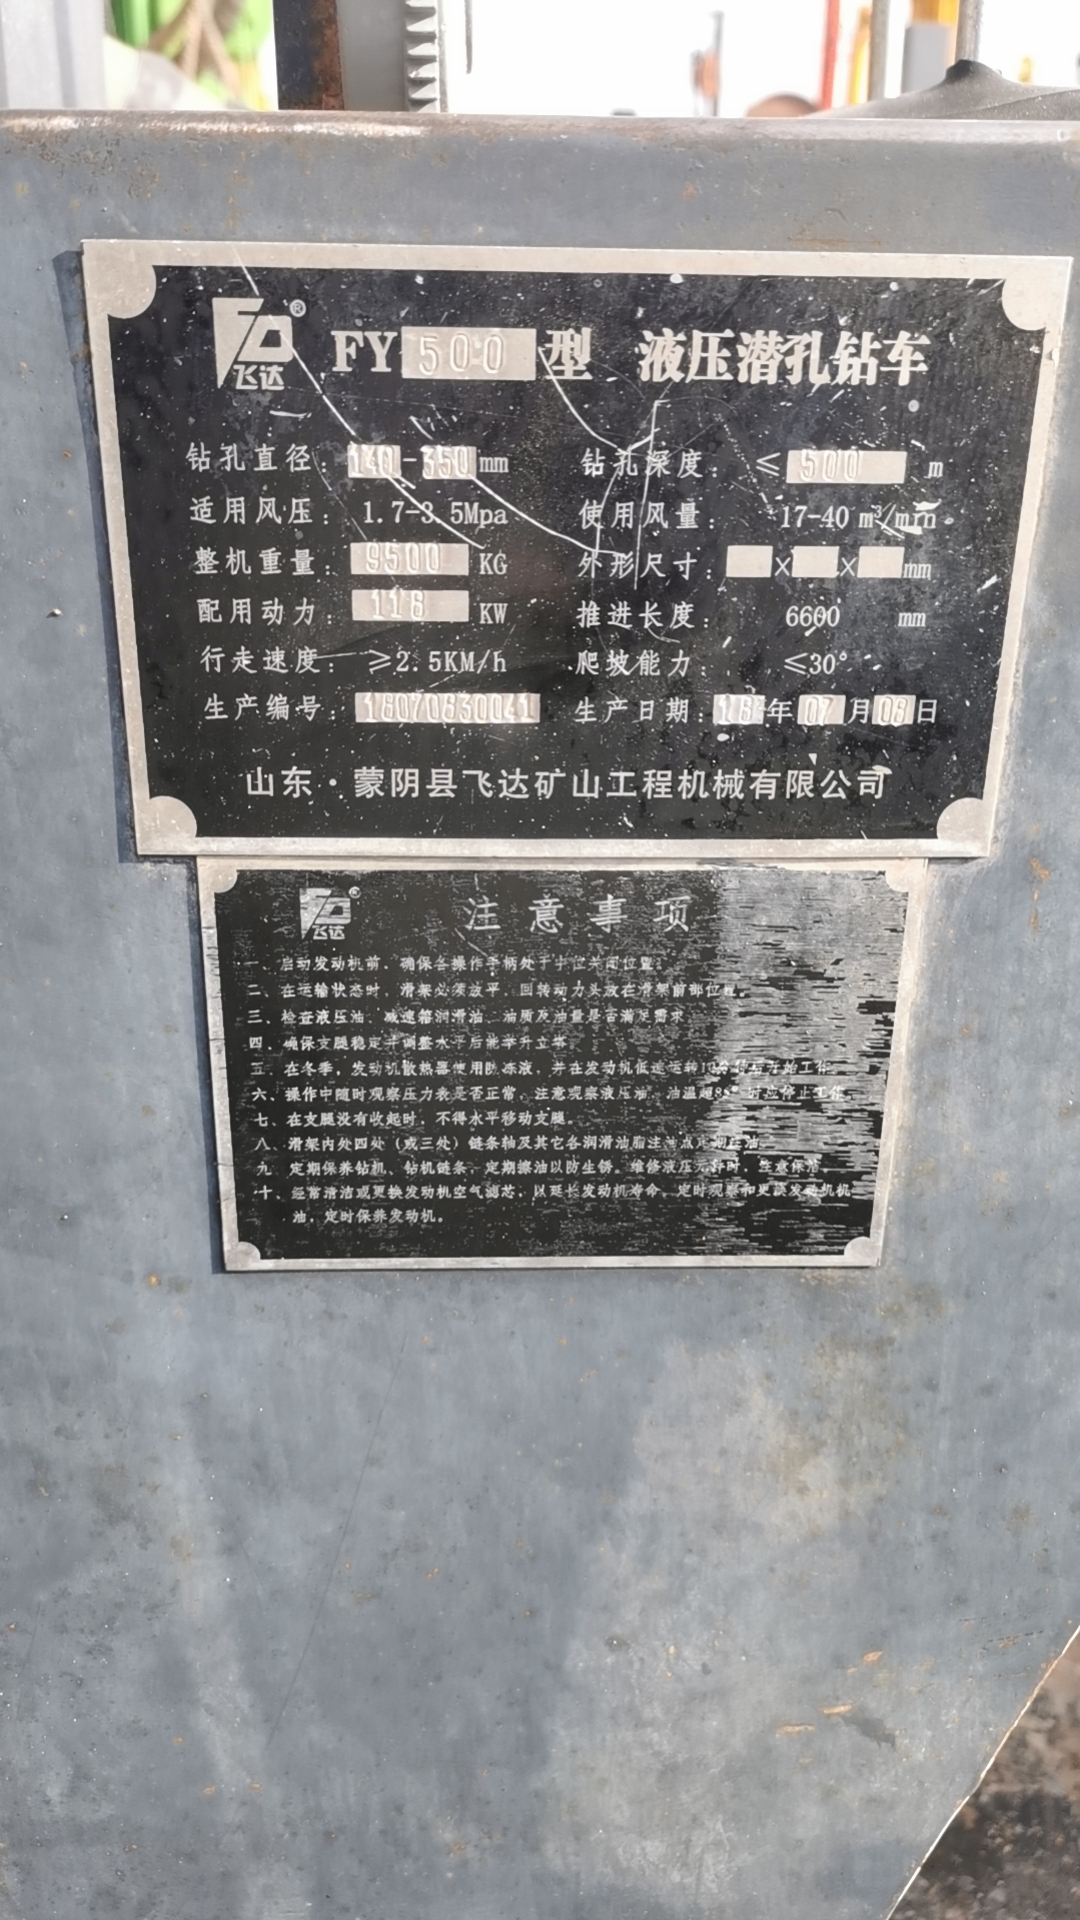 飞达®
FY500型 液压潜孔钻车
钻孔直径：140-350mm 钻孔深度：≤500 m
适用风压：1.7-3.5Mpa 使用风量：17-40 m³/min
整机重量：9500 KG 外形尺寸：××mm
配用动力：118 KW 推进长度：6600 mm
行走速度：≥2.5KM/h 爬坡能力：≤30°
生产编号：18070830041 生产日期：18年07月08日
山东·蒙阴县飞达矿山工程机械有限公司
飞达®
注意事项
一、启动发动机前，确保各操作手柄处于中位关闭位置。
二、在运输状态时，滑架必须放平，回转动力头放在滑架前部位置。
三、检查液压油、减速箱润滑油、油质及油量是否满足需求
四、确保支腿稳定并调整水平后能举升立架
五、在冬季，发动机散热器使用防冻液，并在发动机低速运转10分钟后开始工作
六、操作中随时观察压力表是否正常，注意观察液压油，油温超85°时应停止工作
七、在支腿没有收起时，不得水平移动支腿。
八、滑架内处四处（或三处）链条轴及其它各润滑油脂注油点定期注油
九、定期保养钻机、钻机链条，定期擦油以防生锈。维修液压元件时，注意保洁
十、经常清洁或更换发动机空气滤芯，以延长发动机寿命，定时观察和更换发动机机
油，定时保养发动机。